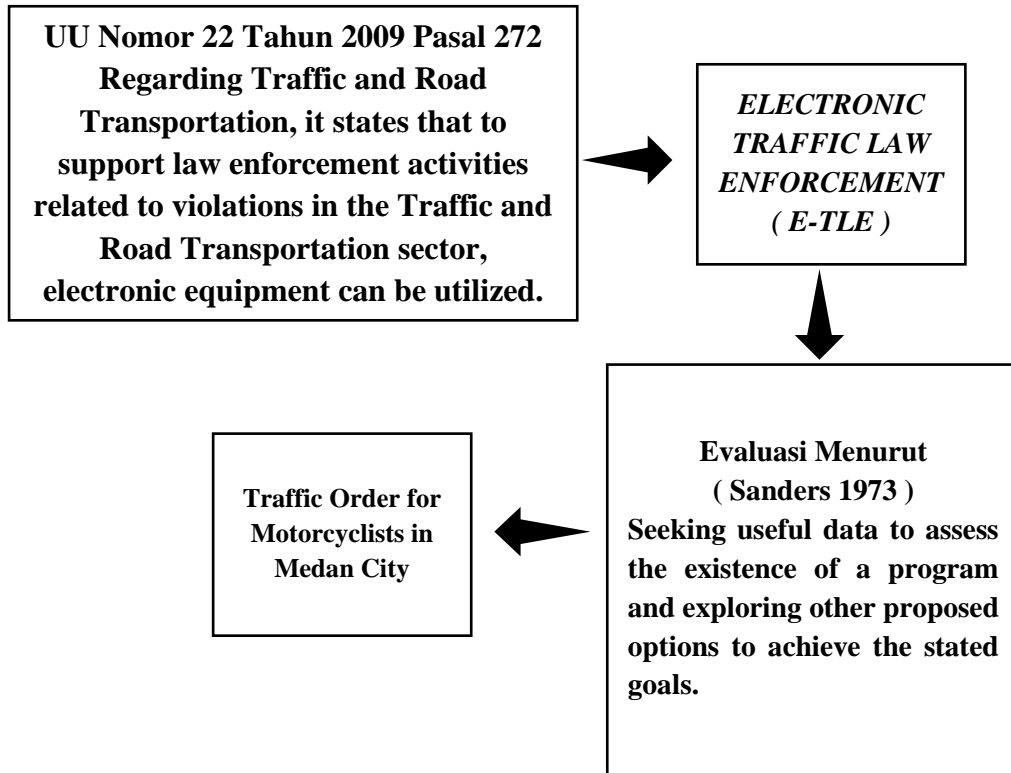 UU Nomor 22 Tahun 2009 Pasal 272
Regarding Traffic and Road
Transportation, it states that to
support law enforcement activities
related to violations in the Traffic and
Road Transportation sector,
electronic equipment can be utilized.
ELECTRONIC
TRAFFIC LAW
ENFORCEMENT
( E-TLE )
Evaluasi Menurut
( Sanders 1973 )
Seeking useful data to assess
the existence of a program
and exploring other proposed
options to achieve the stated
goals.
Traffic Order for
Motorcyclists in
Medan City